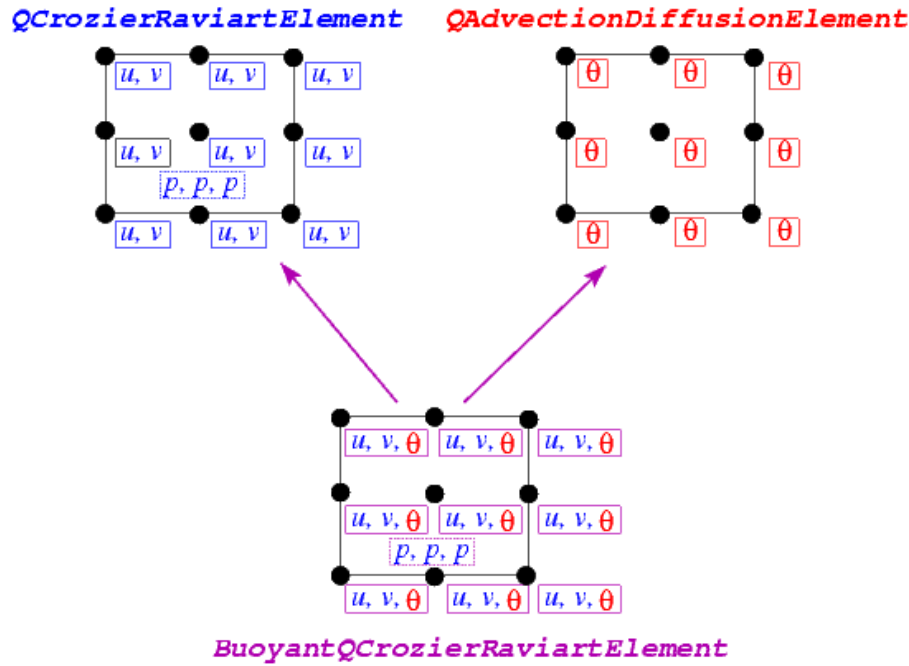 QCrozierRaviartElement QAdvectionDiffusionElement
u, v u, v u, v θ θ θ
u, v u, v u, v θ θ θ
p, p, p
u, v u, v u, v θ θ θ
u, v, θ u, v, θ u, v, θ
u, v, θ u, v, θ u, v, θ
p, p, p
u, v, θ u, v, θ u, v, θ
BuoyantQCrozierRaviartElement